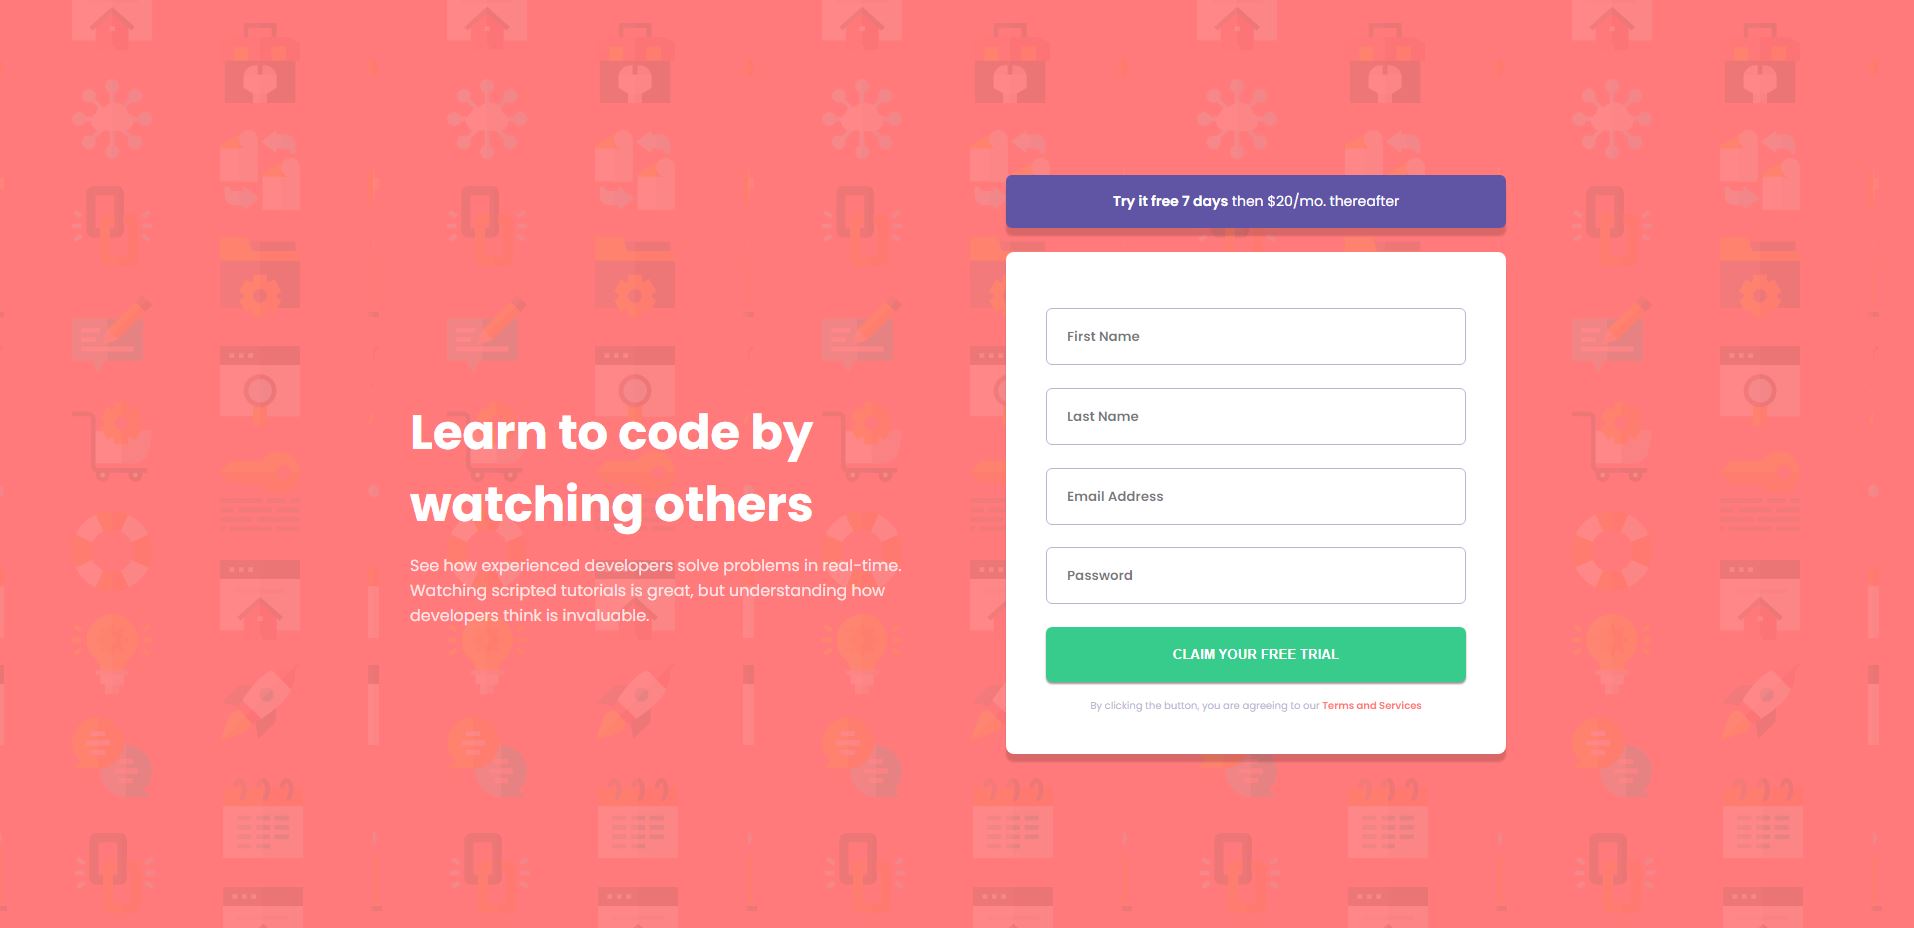 Learn to code by
watching others
See how experienced developers solve problems in real-time.
Watching scripted tutorials is great, but understanding how
developers think is invaluable.
Try it free 7 days then $20/mo. thereafter
First Name
Last Name
Email Address
Password
CLAIM YOUR FREE TRIAL
By clicking the button, you are agreeing to our Terms and Services